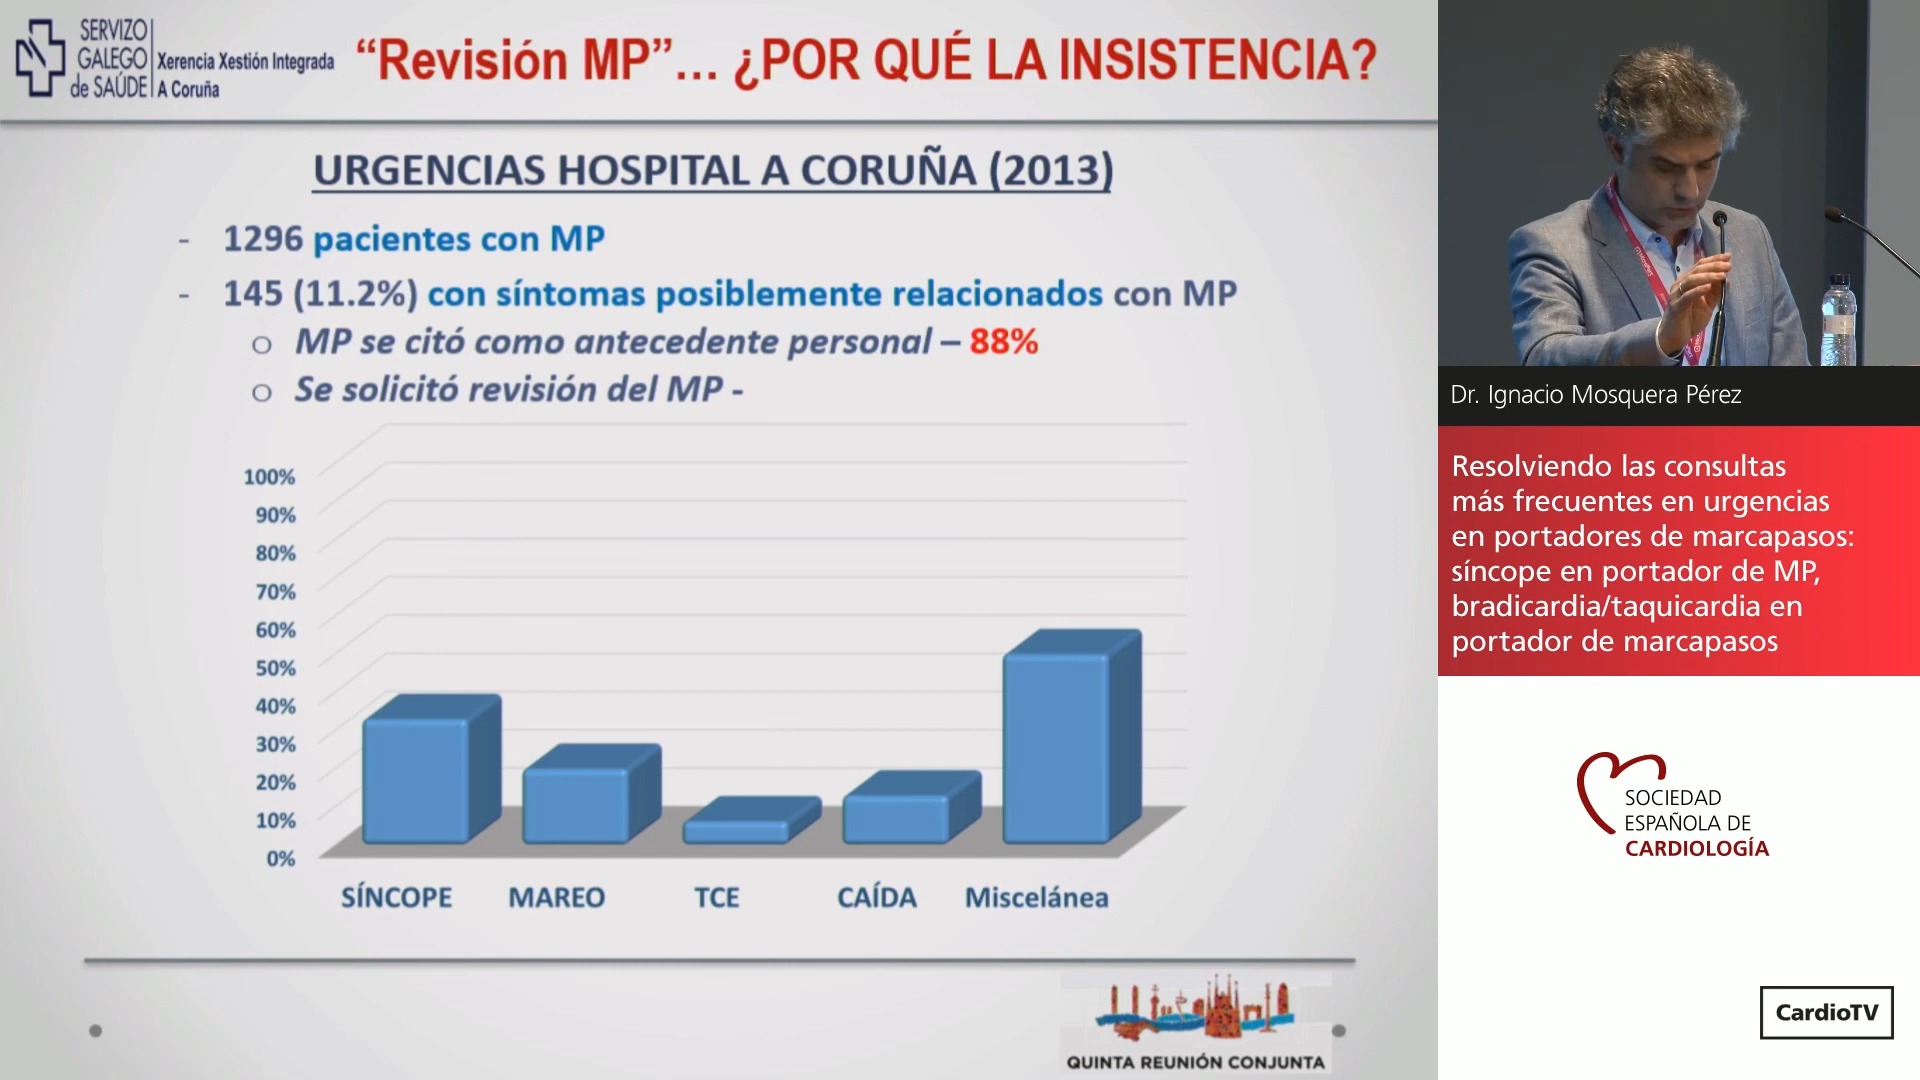 SERVIZO
GALEGO
de SAÚDE
Xerencia Xestión Integrada
A Coruña
“Revisión MP”... ¿POR QUÉ LA INSISTENCIA?
URGENCIAS HOSPITAL A CORUÑA (2013)
- 1296 pacientes con MP
- 145 (11.2%) con síntomas posiblemente relacionados con MP
o MP se citó como antecedente personal – 88%
o Se solicitó revisión del MP -
100%
90%
80%
70%
60%
50%
40%
30%
20%
10%
0%
SÍNCOPE MAREO TCE CAÍDA Miscelánea
QUINTA REUNIÓN CONJUNTA
Dr. Ignacio Mosquera Pérez
Resolviendo las consultas
más frecuentes en urgencias
en portadores de marcapasos:
síncope en portador de MP,
bradicardia/taquicardia en
portador de marcapasos
SOCIEDAD
ESPAÑOLA DE
CARDIOLOGÍA
CardioTV